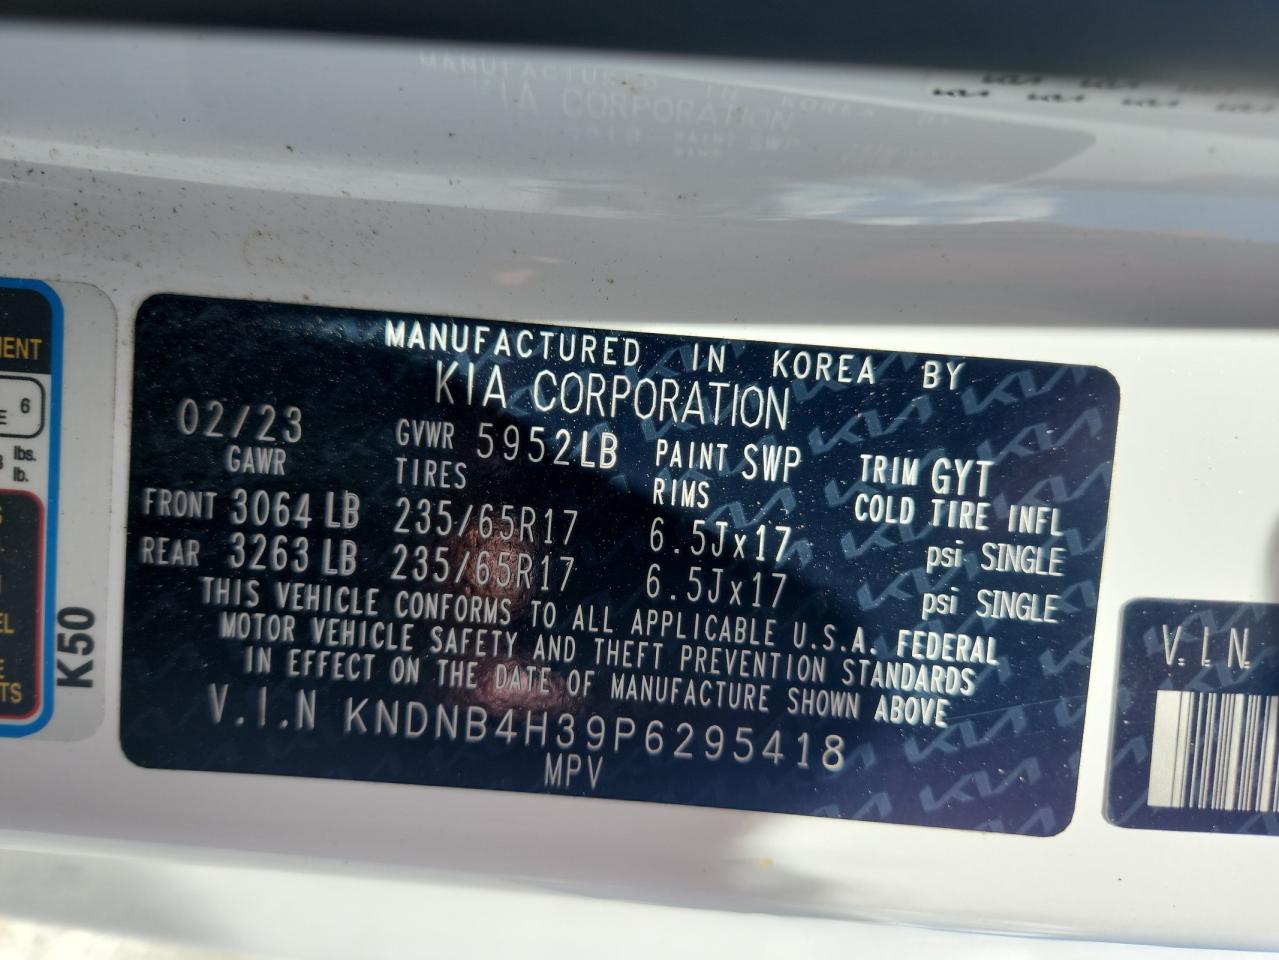 MANUFACTURED IN KOREA BY
KIA CORPORATION
02/23 GVWR 5952LB PAINT SWP TRIM GYT
GAWR TIRES RIMS COLD TIRE INFL
FRONT 3064 LB 235/65R17 6.5Jx17 psi SINGLE
REAR 3263 LB 235/65R17 6.5Jx17 psi SINGLE
THIS VEHICLE CONFORMS TO ALL APPLICABLE U.S.A. FEDERAL
MOTOR VEHICLE SAFETY AND THEFT PREVENTION STANDARDS
IN EFFECT ON THE DATE OF MANUFACTURE SHOWN ABOVE
V.I.N KNDNB4H39P6295418
MPV
6
lbs.
lb.
K50
V.I.N.